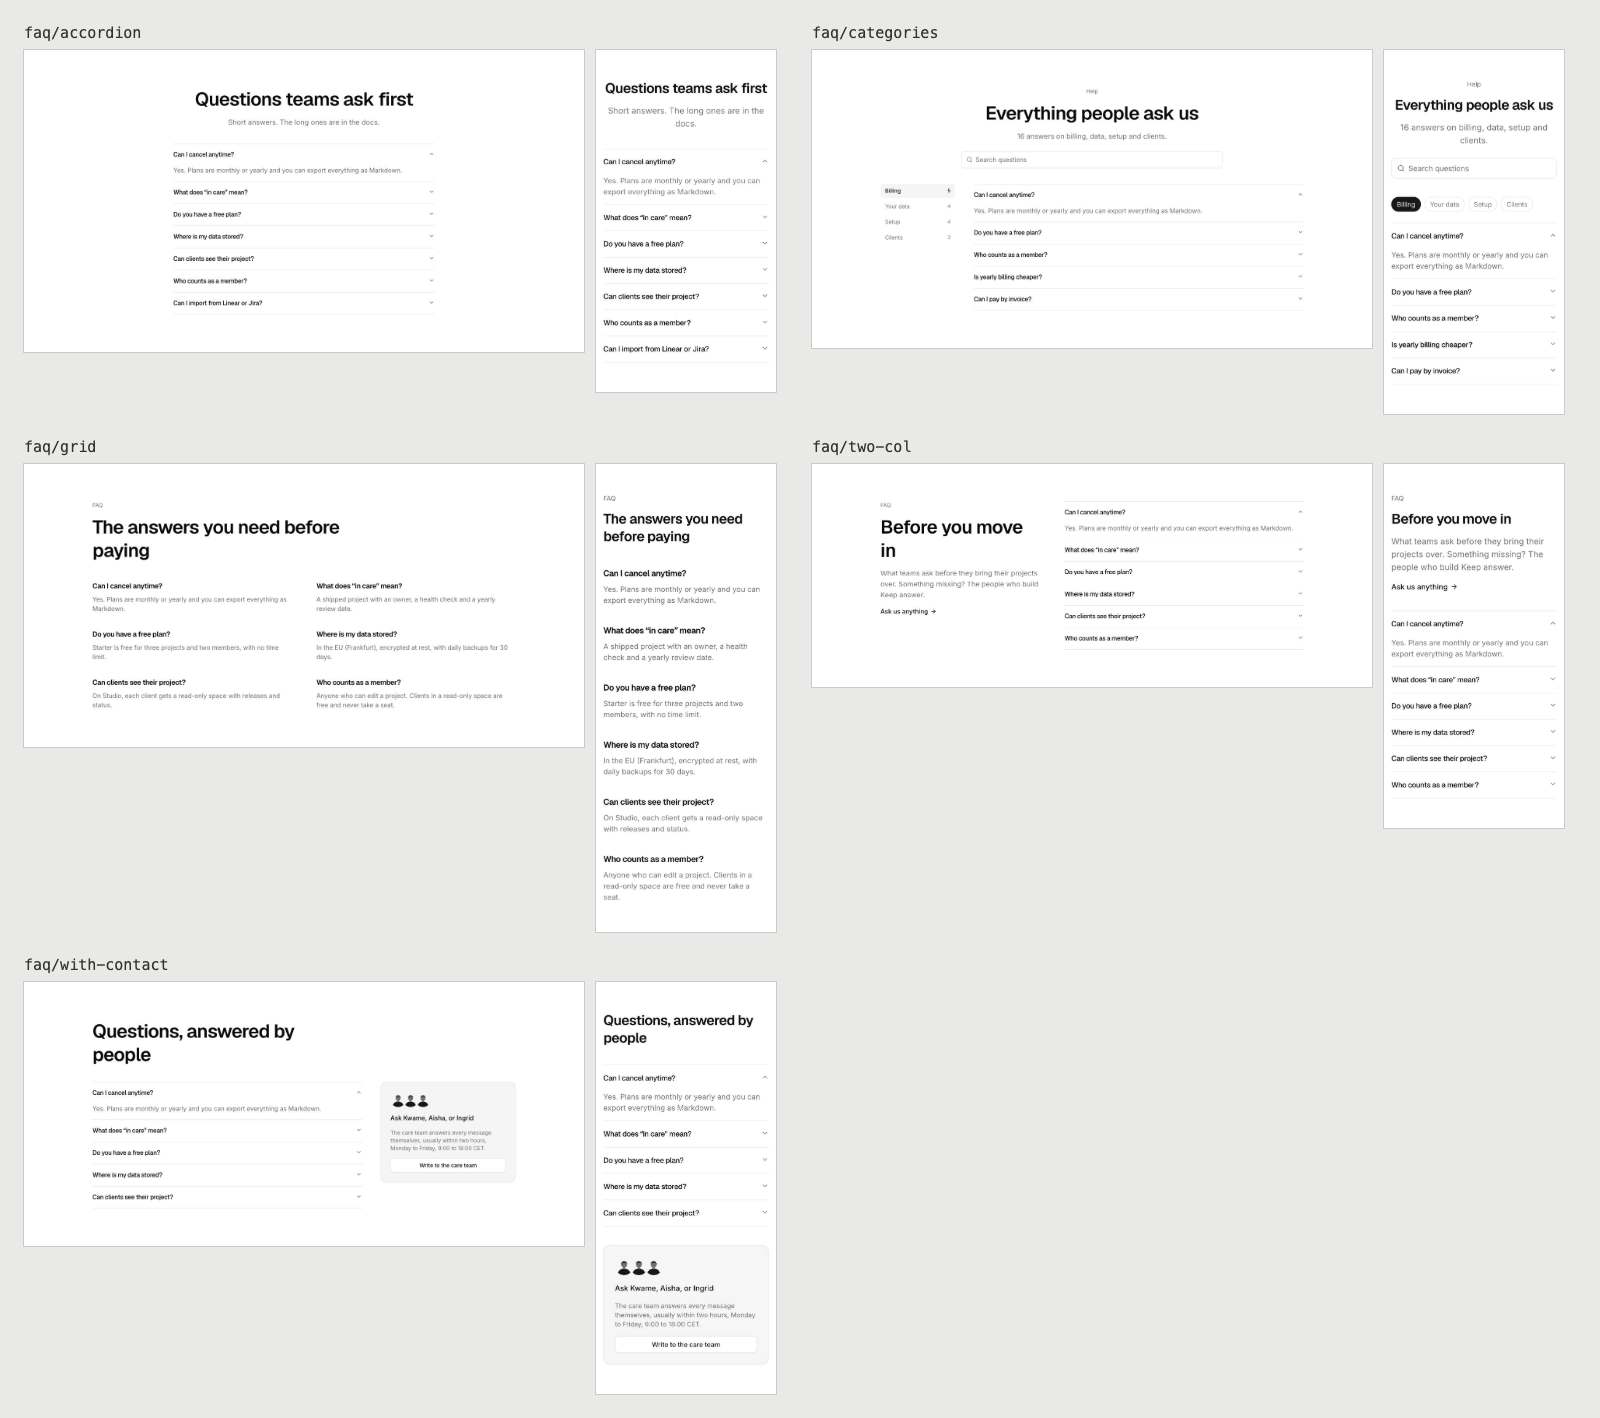 faq/accordion
Questions teams ask first
Short answers. The long ones are in the docs.
Can I cancel anytime?
Yes. Plans are monthly or yearly and you can export everything as Markdown.
What does “in care” mean?
Do you have a free plan?
Where is my data stored?
Can clients see their project?
Who counts as a member?
Can I import from Linear or Jira?
Questions teams ask first
Short answers. The long ones are in the
docs.
Can I cancel anytime?
Yes. Plans are monthly or yearly and you can
export everything as Markdown.
What does “in care” mean?
Do you have a free plan?
Where is my data stored?
Can clients see their project?
Who counts as a member?
Can I import from Linear or Jira?
faq/categories
Help
Everything people ask us
16 answers on billing, data, setup and clients.
Search questions
Billing 5
Your data 4
Setup 4
Clients 3
Can I cancel anytime?
Yes. Plans are monthly or yearly and you can export everything as Markdown.
Do you have a free plan?
Who counts as a member?
Is yearly billing cheaper?
Can I pay by invoice?
Help
Everything people ask us
16 answers on billing, data, setup and
clients.
Search questions
Billing Your data Setup Clients
Can I cancel anytime?
Yes. Plans are monthly or yearly and you can
export everything as Markdown.
Do you have a free plan?
Who counts as a member?
Is yearly billing cheaper?
Can I pay by invoice?
faq/grid
FAQ
The answers you need before
paying
Can I cancel anytime?
Yes. Plans are monthly or yearly and you can export everything as
Markdown.
What does “in care” mean?
A shipped project with an owner, a health check and a yearly
review date.
Do you have a free plan?
Starter is free for three projects and two members, with no time
limit.
Where is my data stored?
In the EU (Frankfurt), encrypted at rest, with daily backups for 30
days.
Can clients see their project?
On Studio, each client gets a read-only space with releases and
status.
Who counts as a member?
Anyone who can edit a project. Clients in a read-only space are
free and never take a seat.
FAQ
The answers you need
before paying
Can I cancel anytime?
Yes. Plans are monthly or yearly and you can
export everything as Markdown.
What does “in care” mean?
A shipped project with an owner, a health
check and a yearly review date.
Do you have a free plan?
Starter is free for three projects and two
members, with no time limit.
Where is my data stored?
In the EU (Frankfurt), encrypted at rest, with
daily backups for 30 days.
Can clients see their project?
On Studio, each client gets a read-only space
with releases and status.
Who counts as a member?
Anyone who can edit a project. Clients in a
read-only space are free and never take a
seat.
faq/two-col
FAQ
Before you move
in
What teams ask before they bring their projects
over. Something missing? The people who build
Keep answer.
Ask us anything →
Can I cancel anytime?
Yes. Plans are monthly or yearly and you can export everything as Markdown.
What does “in care” mean?
Do you have a free plan?
Where is my data stored?
Can clients see their project?
Who counts as a member?
FAQ
Before you move in
What teams ask before they bring their
projects over. Something missing? The
people who build Keep answer.
Ask us anything →
Can I cancel anytime?
Yes. Plans are monthly or yearly and you can
export everything as Markdown.
What does “in care” mean?
Do you have a free plan?
Where is my data stored?
Can clients see their project?
Who counts as a member?
faq/with-contact
Questions, answered by
people
Can I cancel anytime?
Yes. Plans are monthly or yearly and you can export everything as Markdown.
What does “in care” mean?
Do you have a free plan?
Where is my data stored?
Can clients see their project?
Ask Kwame, Aisha, or Ingrid
The care team answers every message
themselves, usually within two hours,
Monday to Friday, 9:00 to 18:00 CET.
Write to the care team
Questions, answered by
people
Can I cancel anytime?
Yes. Plans are monthly or yearly and you can
export everything as Markdown.
What does “in care” mean?
Do you have a free plan?
Where is my data stored?
Can clients see their project?
Ask Kwame, Aisha, or Ingrid
The care team answers every message
themselves, usually within two hours, Monday
to Friday, 9:00 to 18:00 CET.
Write to the care team